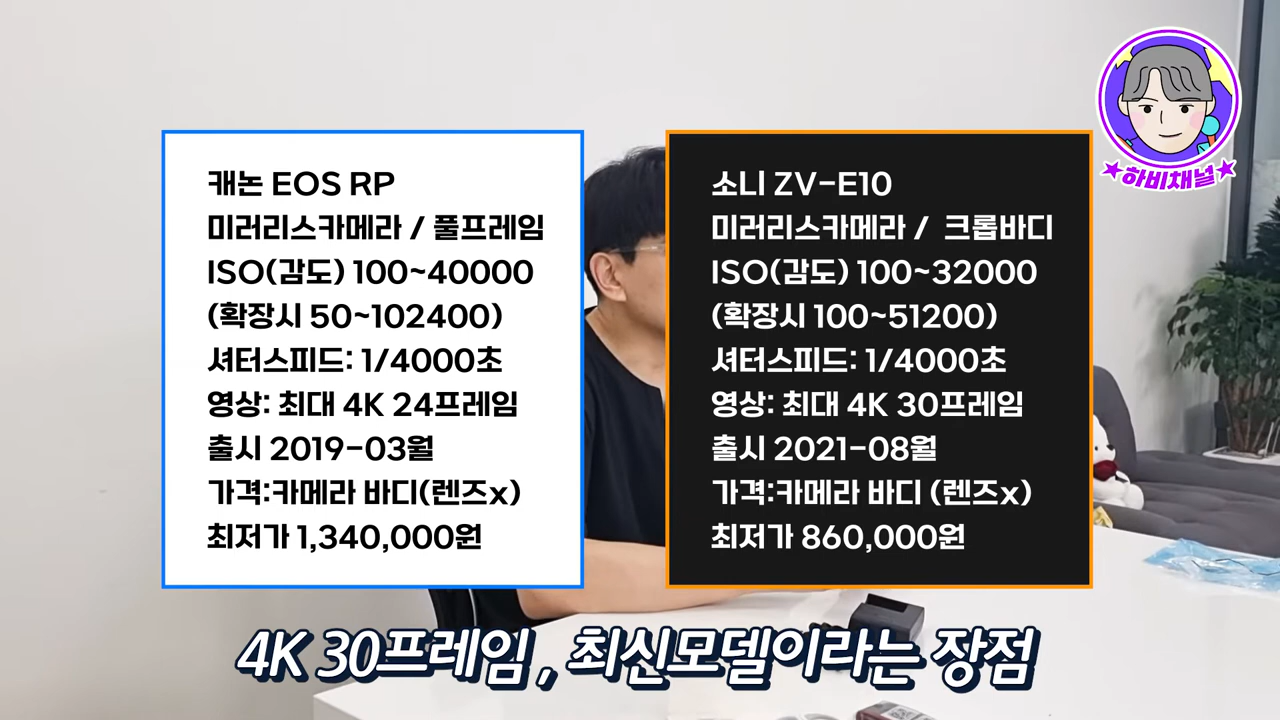 캐논 EOS RP
미러리스카메라 / 풀프레임
ISO(감도) 100~40000
(확장시 50~102400)
셔터스피드: 1/4000초
영상: 최대 4K 24프레임
출시 2019-03월
가격:카메라 바디(렌즈x)
최저가 1,340,000원
소니 ZV-E10
미러리스카메라 / 크롭바디
ISO(감도) 100~32000
(확장시 100~51200)
셔터스피드: 1/4000초
영상: 최대 4K 30프레임
출시 2021-08월
가격:카메라 바디 (렌즈x)
최저가 860,000원
★하비채널★
4K 30프레임 , 최신모델이라는 장점